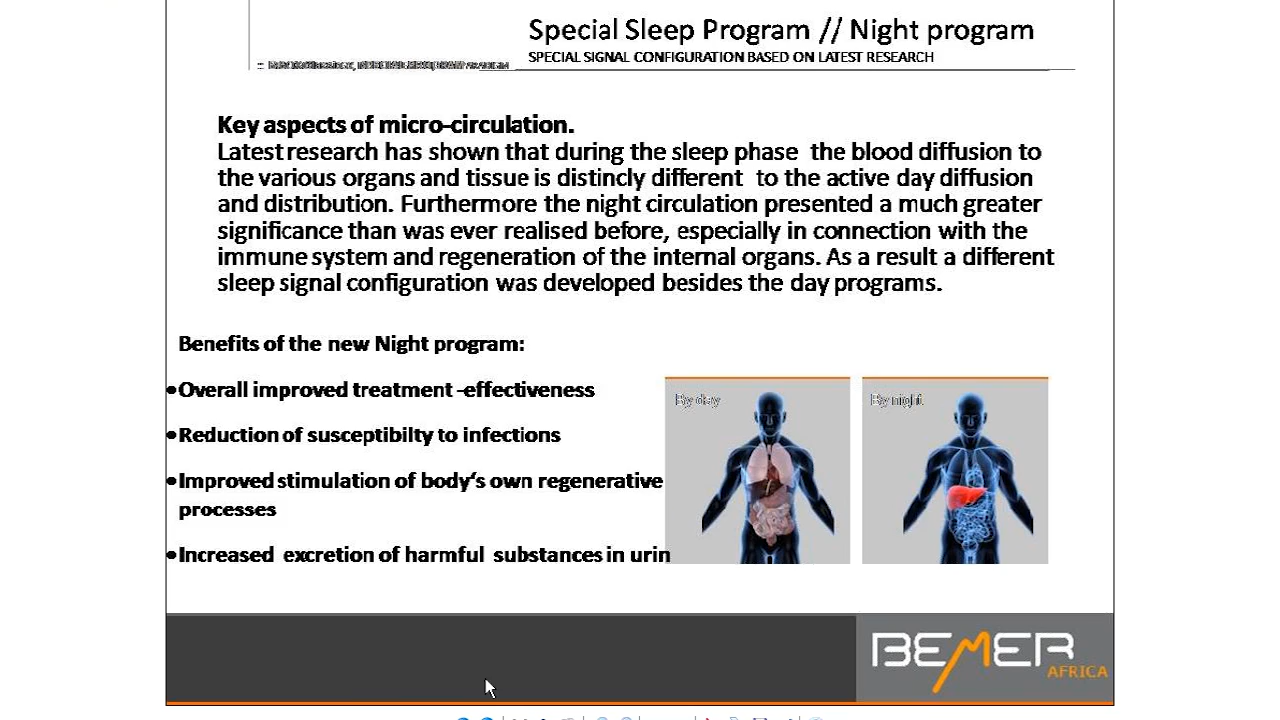 Special Sleep Program // Night program
SPECIAL SIGNAL CONFIGURATION BASED ON LATEST RESEARCH
Key aspects of micro-circulation.
Latest research has shown that during the sleep phase the blood diffusion to
the various organs and tissue is distincly different to the active day diffusion
and distribution. Furthermore the night circulation presented a much greater
significance than was ever realised before, especially in connection with the
immune system and regeneration of the internal organs. As a result a different
sleep signal configuration was developed besides the day programs.
Benefits of the new Night program:
•Overall improved treatment -effectiveness
•Reduction of susceptibilty to infections
•Improved stimulation of body's own regenerative
processes
•Increased excretion of harmful substances in urin
By day
By night
BEMER
AFRICA